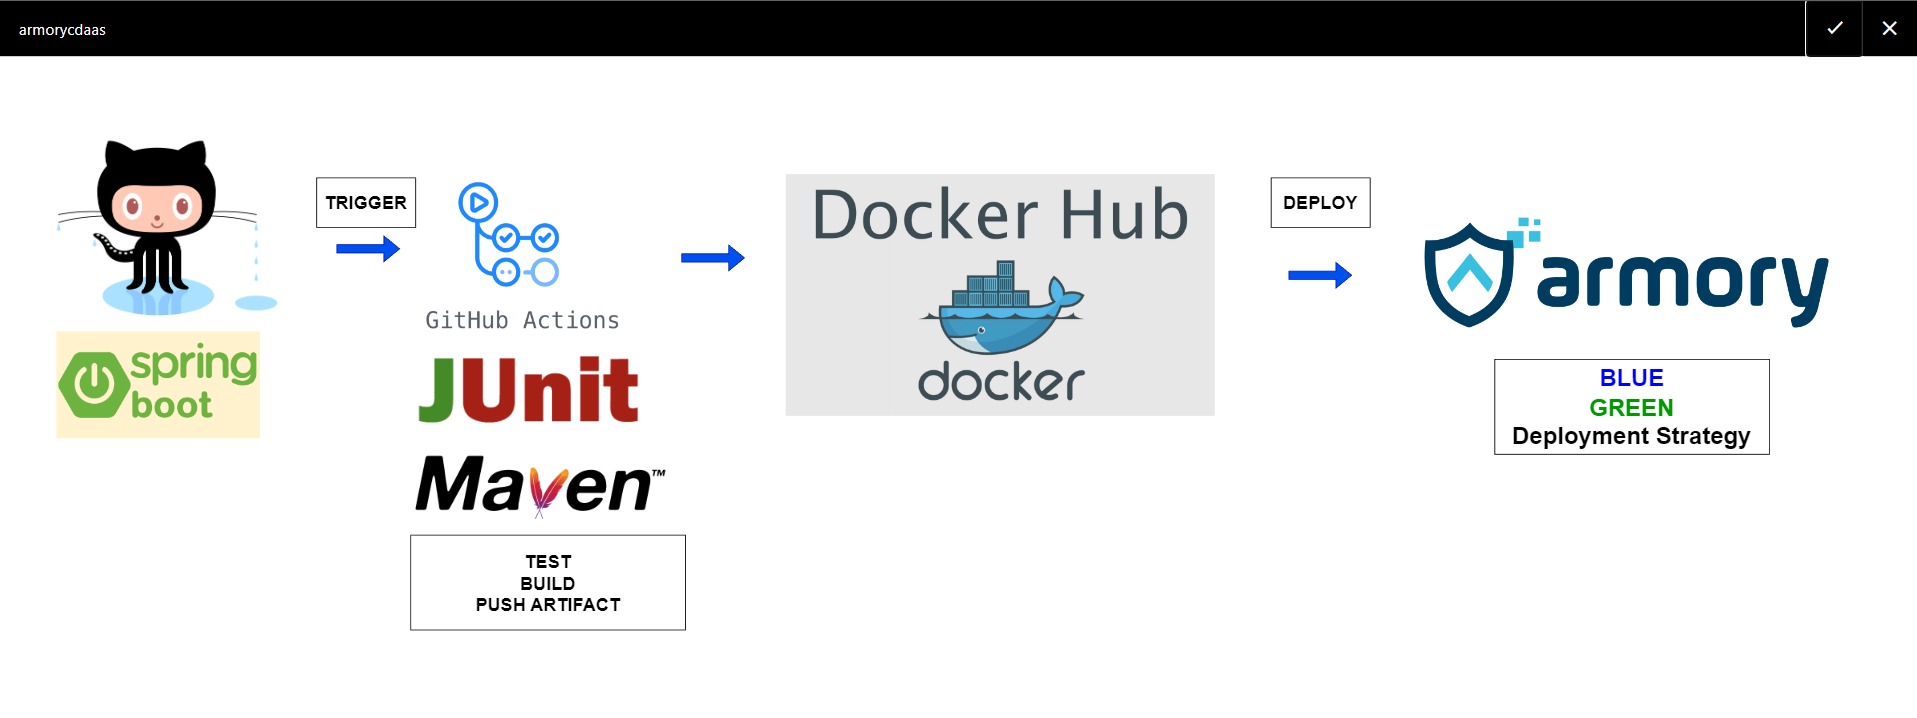 armorycdaas
TRIGGER
GitHub Actions
JUnit
Maven™
TEST
BUILD
PUSH ARTIFACT
spring
boot
Docker Hub
docker
DEPLOY
armory
BLUE
GREEN
Deployment Strategy